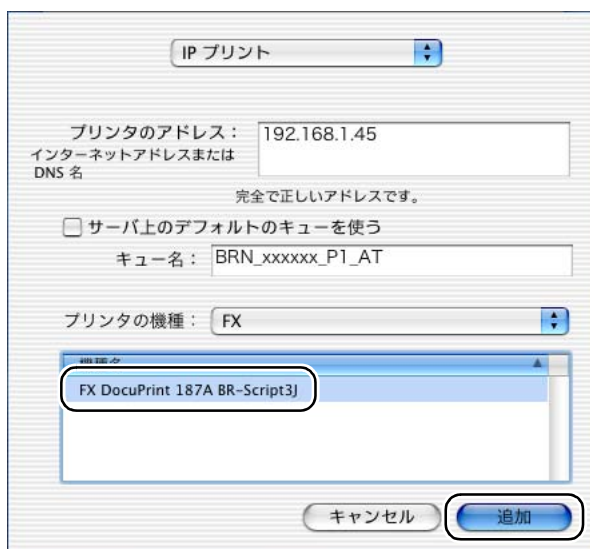 IP プリント
プリンタのアドレス：
192.168.1.45
インターネットアドレスまたは
DNS 名
完全で正しいアドレスです。
サーバ上のデフォルトのキューを使う
キュー名： BRN_xxxxxx_P1_AT
プリンタの機種： FX
機種名
FX DocuPrint 187A BR-Script3J
キャンセル 追加